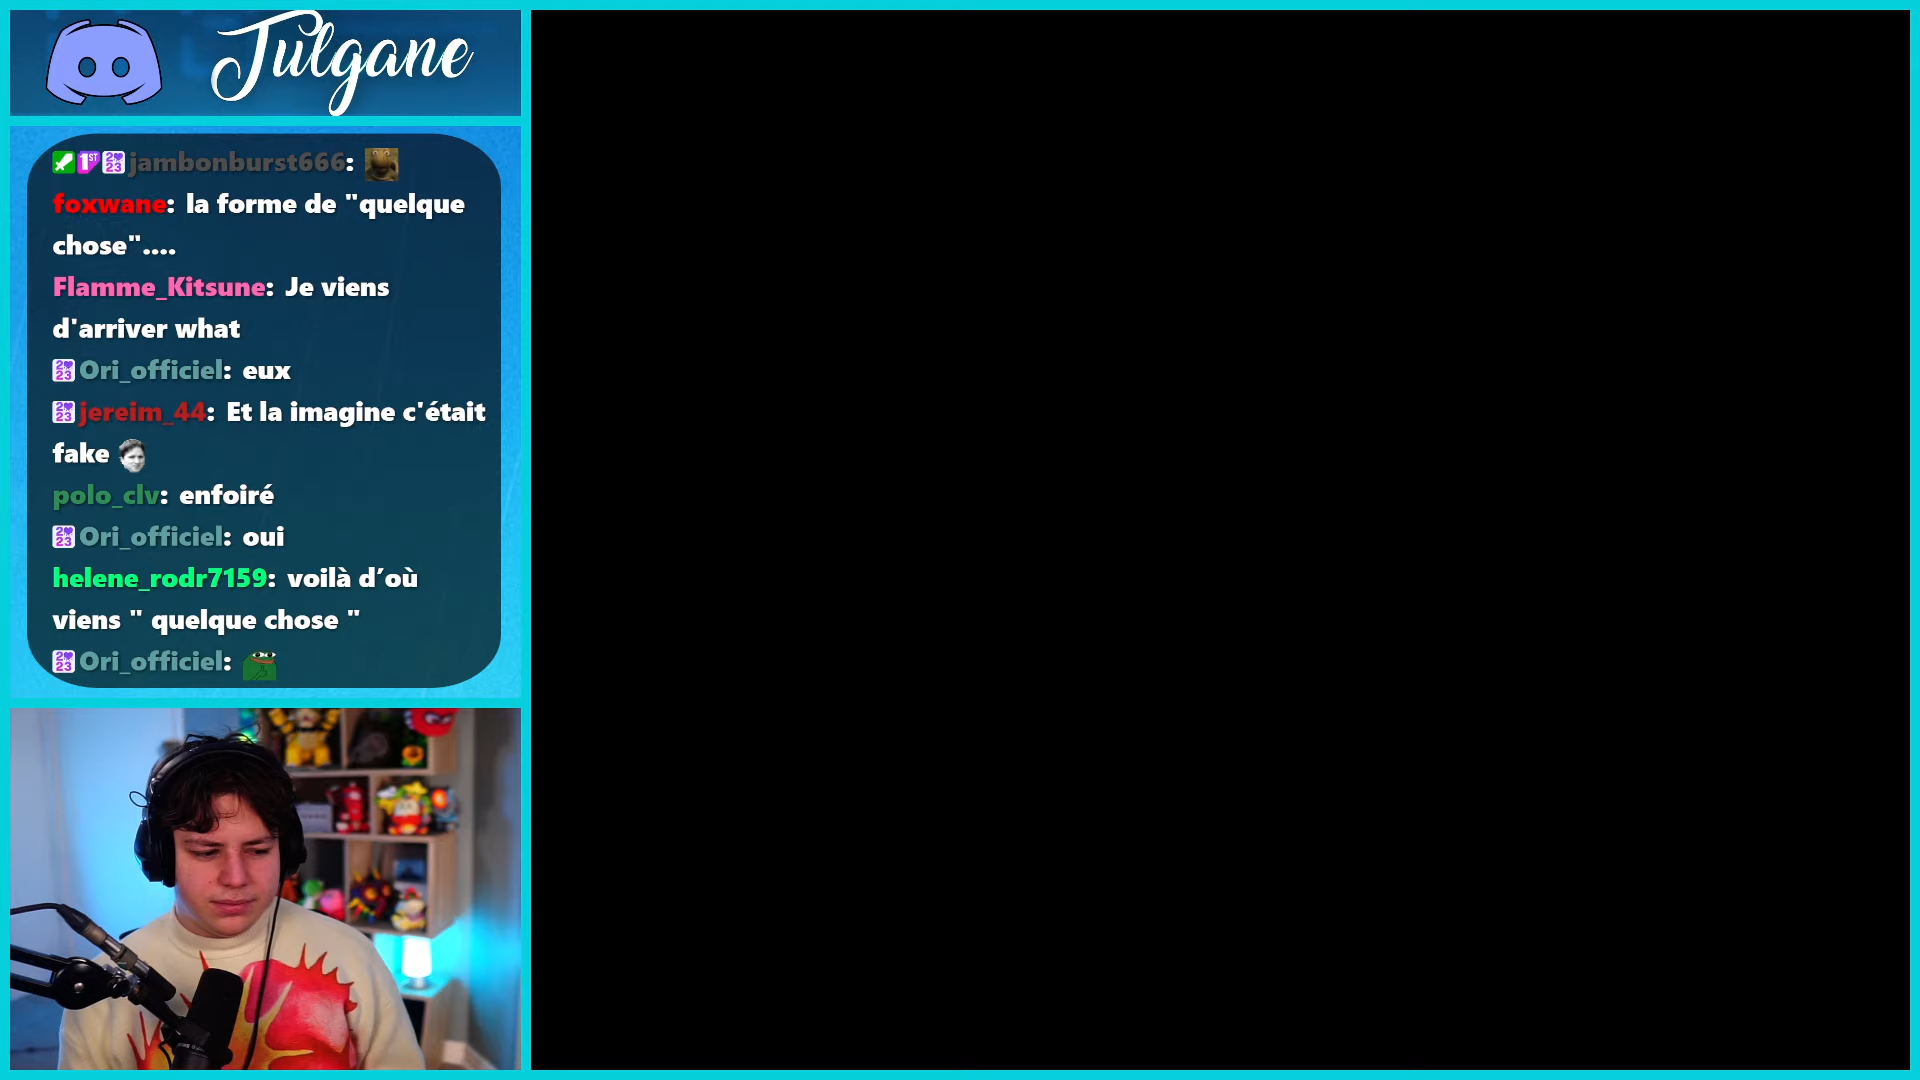 Julgane
jambonburst666:
foxwane: la forme de "quelque
chose"....
Flamme_Kitsune: Je viens
d'arriver what
Ori_officiel: eux
jereim_44: Et la imagine c'était
fake
polo_clv: enfoiré
Ori_officiel: oui
helene_rodr7159: voilà d’où
viens " quelque chose "
Ori_officiel: